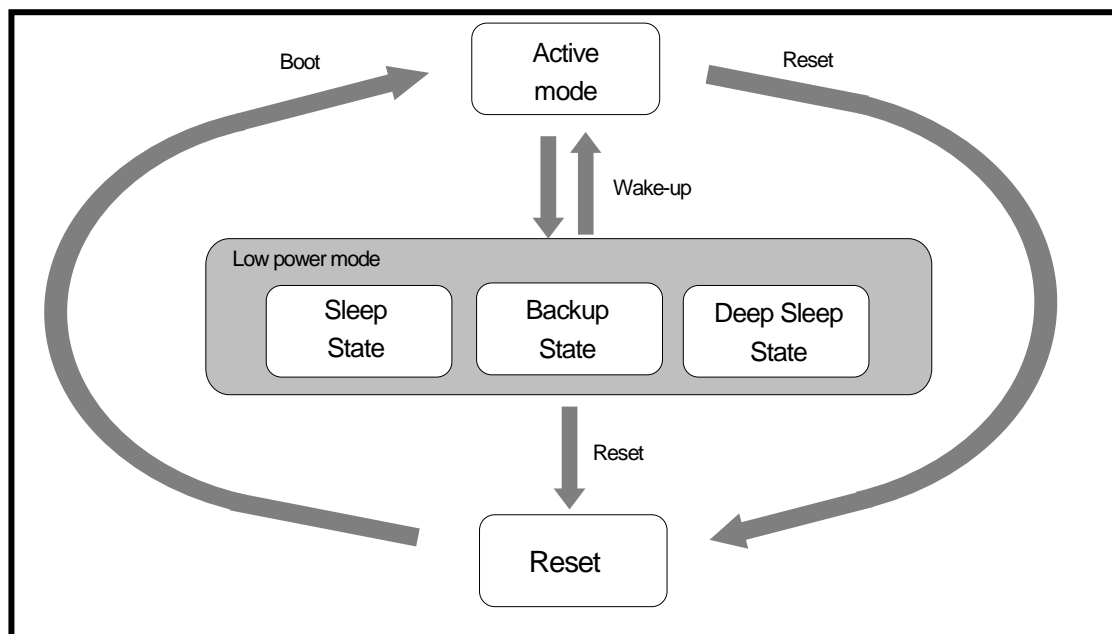 Boot
Active
mode
Reset
Wake-up
Low power mode
Sleep
State
Backup
State
Deep Sleep
State
Reset
Reset